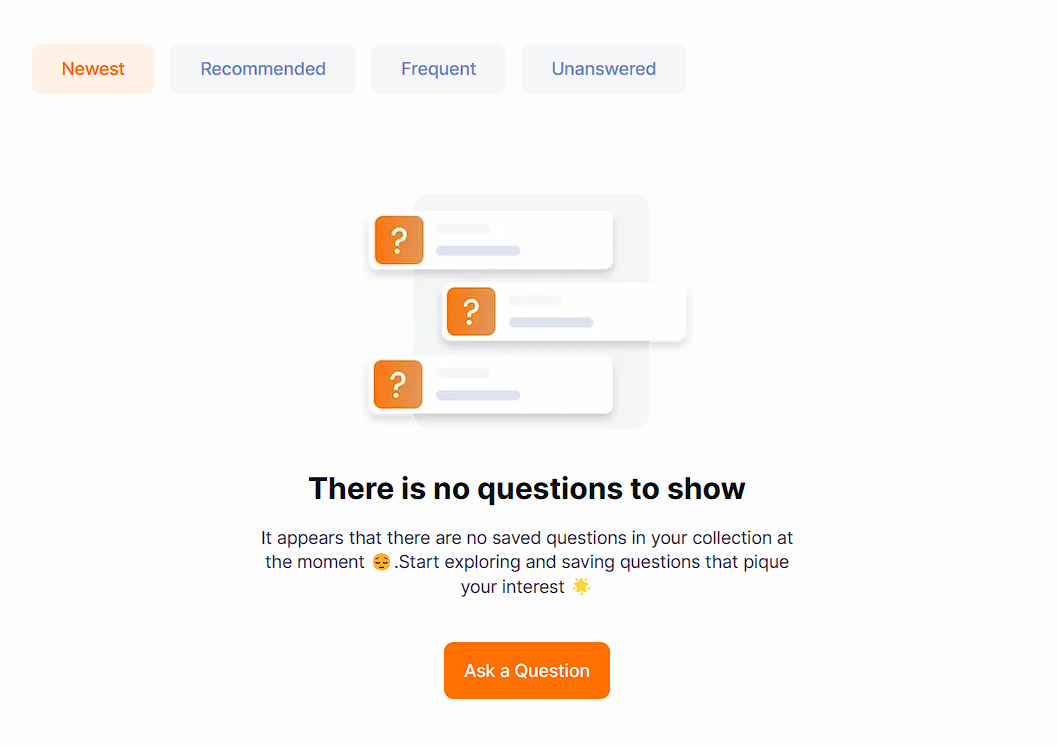 Newest Recommended Frequent Unanswered
?
?
?
There is no questions to show
It appears that there are no saved questions in your collection at
the moment 😔.Start exploring and saving questions that pique
your interest 🌟
Ask a Question